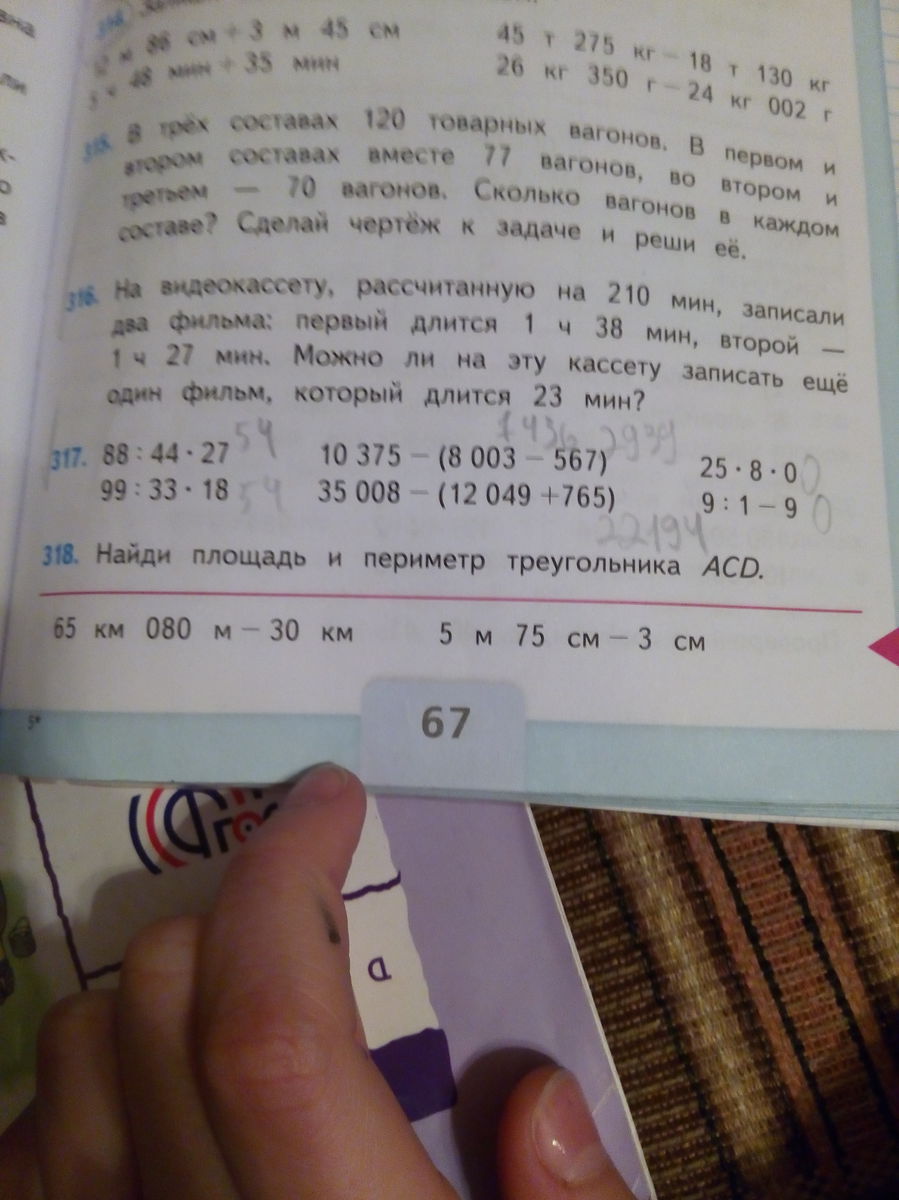 314.
м 86 см + 3 м 45 см
45 т 275 кг – 18 т 130 кг
ч 48 мин + 35 мин
26 кг 350 г – 24 кг 002 г
315. В трёх составах 120 товарных вагонов. В первом и
втором составах вместе 77 вагонов, во втором и
третьем — 70 вагонов. Сколько вагонов в каждом
составе? Сделай чертёж к задаче и реши её.
316. На видеокассету, рассчитанную на 210 мин, записали
два фильма: первый длится 1 ч 38 мин, второй —
1 ч 27 мин. Можно ли на эту кассету записать ещё
один фильм, который длится 23 мин?
317. 88 : 44 · 27 54 10 375 – (8 003 – 567) 7436 2939 25 · 8 · 0 0
99 : 33 · 18 54 35 008 – (12 049 +765) 22194 9 : 1 – 9 0
318. Найди площадь и периметр треугольника ACD.
65 км 080 м – 30 км 5 м 75 см – 3 см
67
5*